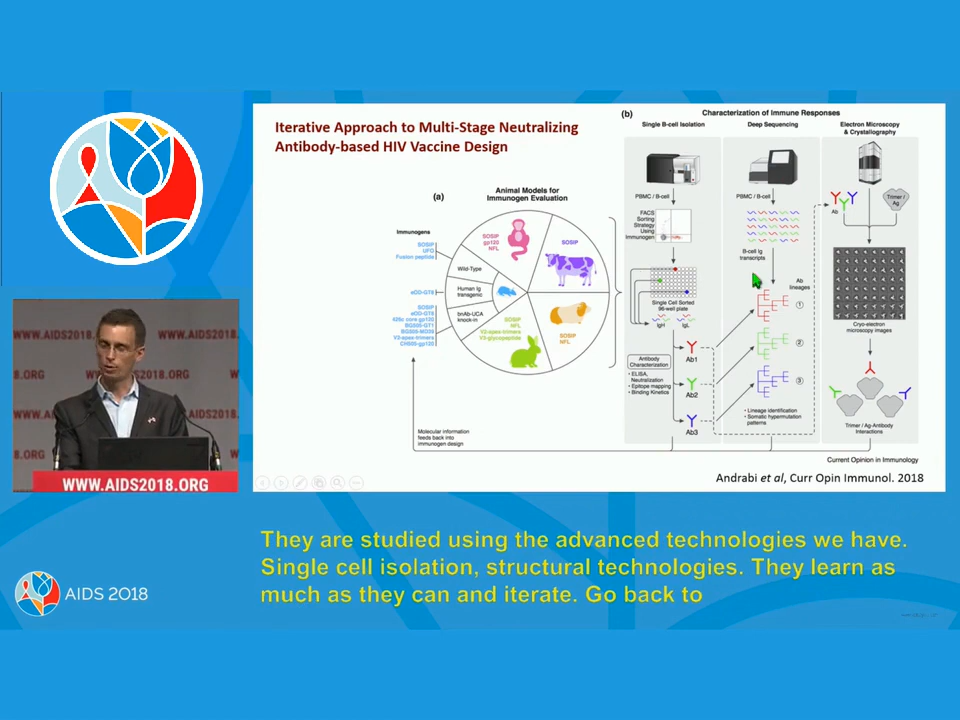 Iterative Approach to Multi-Stage Neutralizing
Antibody-based HIV Vaccine Design
(a)
Animal Models for
Immunogen Evaluation
Immunogens
SOSIP
UFO
Fusion peptide
eOD-GT8
SOSIP
eOD-GT8
426c core gp120
BG505-GT1
BG505-MD39
V2-apex-trimers
CH505-gp120
Wild-Type
Human Ig
transgenic
bnAb-UCA
knock-in
SOSIP
gp120
NFL
SOSIP
SOSIP
NFL
SOSIP
NFL
V2-apex-trimers
V3-glycopeptide
Molecular information
feeds back into
immunogen design
(b)
Characterization of Immune Responses
Single B-cell Isolation
PBMC / B-cell
FACS
Sorting
Strategy
Using
Immunogen
Single Cell Sorted
96-well plate
IgH
IgL
Antibody
Characterization
• ELISA,
Neutralization
• Epitope mapping
• Binding Kinetics
Ab1
Ab2
Ab3
Deep Sequencing
PBMC / B-cell
B-cell Ig
transcripts
Ab
lineages
1
2
3
• Lineage identification
• Somatic hypermutation
patterns
Electron Microscopy
& Crystallography
Ab
Trimer /
Ag
Cryo-electron
microscopy images
Trimer / Ag-Antibody
Interactions
Current Opinion in Immunology
Andrabi et al, Curr Opin Immunol. 2018
WWW.AIDS2018.
.ORG
WWW.AIDS2018.ORG
They are studied using the advanced technologies we have.
Single cell isolation, structural technologies. They learn as
much as they can and iterate. Go back to
AIDS 2018